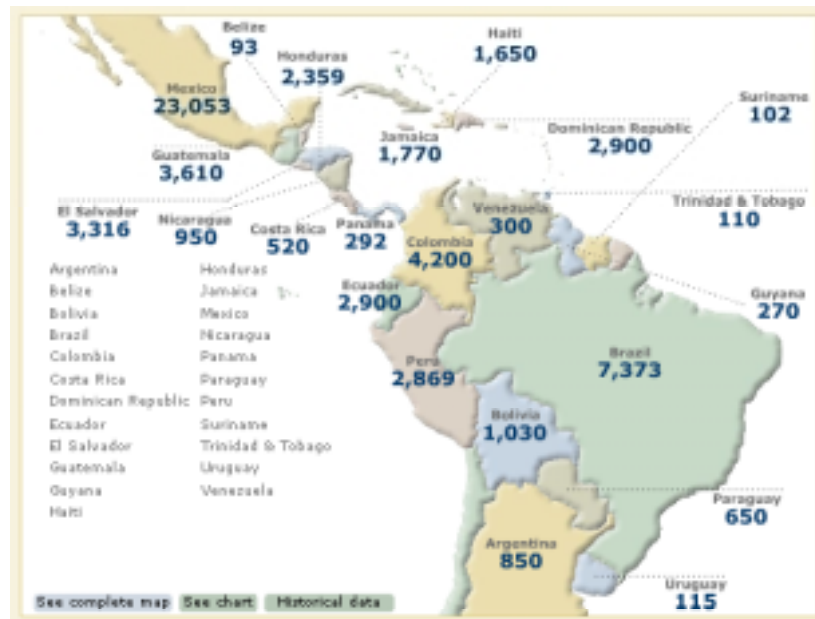 Belize
93
Honduras
2,359
Haiti
1,650
Mexico
23,053
Suriname
102
Jamaica
1,770
Dominican Republic
2,900
Guatemala
3,610
El Salvador
3,316
Nicaragua
950
Costa Rica
520
Panama
292
Colombia
4,200
Venezuela
300
Trinidad & Tobago
110
Ecuador
2,900
Guyana
270
Peru
2,869
Brazil
7,373
Bolivia
1,030
Paraguay
650
Argentina
850
Uruguay
115
Argentina
Belize
Bolivia
Brazil
Colombia
Costa Rica
Dominican Republic
Ecuador
El Salvador
Guatemala
Guyana
Haiti
Honduras
Jamaica
Mexico
Nicaragua
Panama
Paraguay
Peru
Suriname
Trinidad & Tobago
Uruguay
Venezuela
See complete map
See chart
Historical data